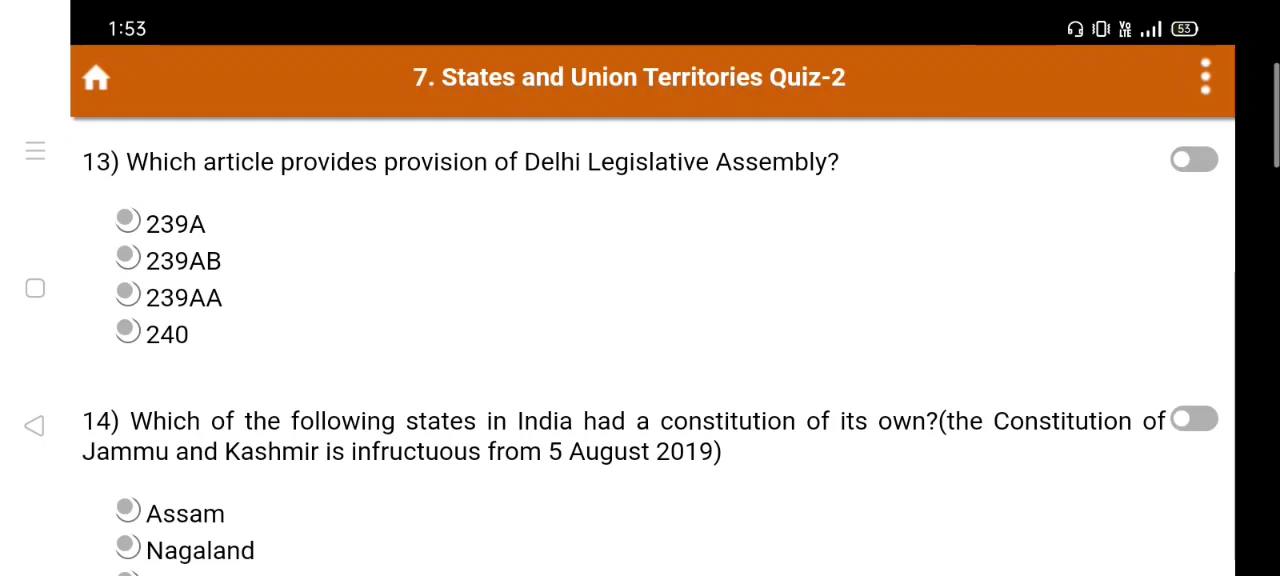 1:53
VoLTE 53
7. States and Union Territories Quiz-2
13) Which article provides provision of Delhi Legislative Assembly?
239A
239AB
239AA
240
14) Which of the following states in India had a constitution of its own?(the Constitution of
Jammu and Kashmir is infructuous from 5 August 2019)
Assam
Nagaland